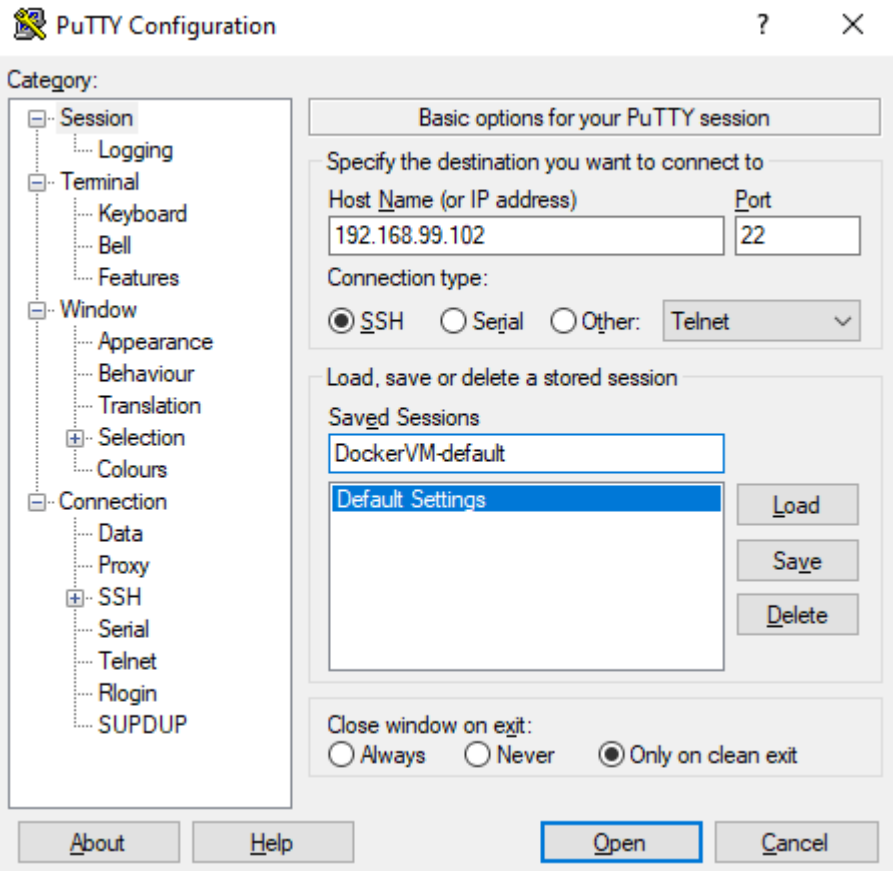 PuTTY Configuration
?
Category:
Session
Logging
Terminal
Keyboard
Bell
Features
Window
Appearance
Behaviour
Translation
Selection
Colours
Connection
Data
Proxy
SSH
Serial
Telnet
Rlogin
SUPDUP
Basic options for your PuTTY session
Specify the destination you want to connect to
Host Name (or IP address) Port
192.168.99.102 22
Connection type:
SSH Serial Other: Telnet
Load, save or delete a stored session
Saved Sessions
DockerVM-default
Default Settings
Load
Save
Delete
Close window on exit:
Always Never Only on clean exit
About Help Open Cancel